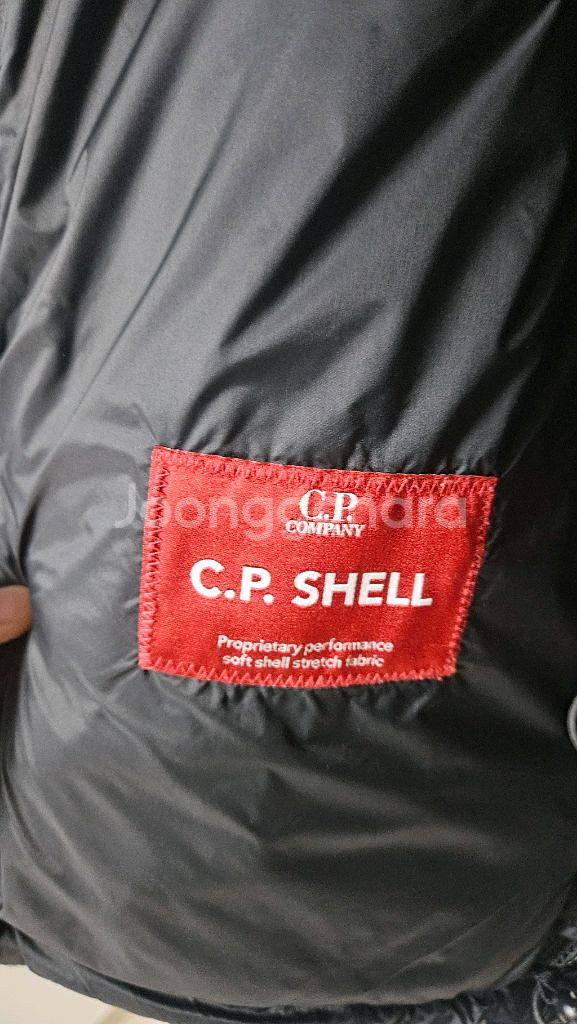 C.P.
COMPANY
Joongonara
C.P. SHELL
Proprietary performance
soft shell stretch fabric